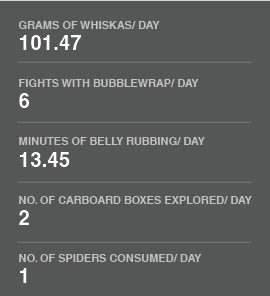 GRAMS OF WHISKAS/ DAY
101.47
FIGHTS WITH BUBBLEWRAP/ DAY
6
MINUTES OF BELLY RUBBING/ DAY
13.45
NO. OF CARBOARD BOXES EXPLORED/ DAY
2
NO. OF SPIDERS CONSUMED/ DAY
1